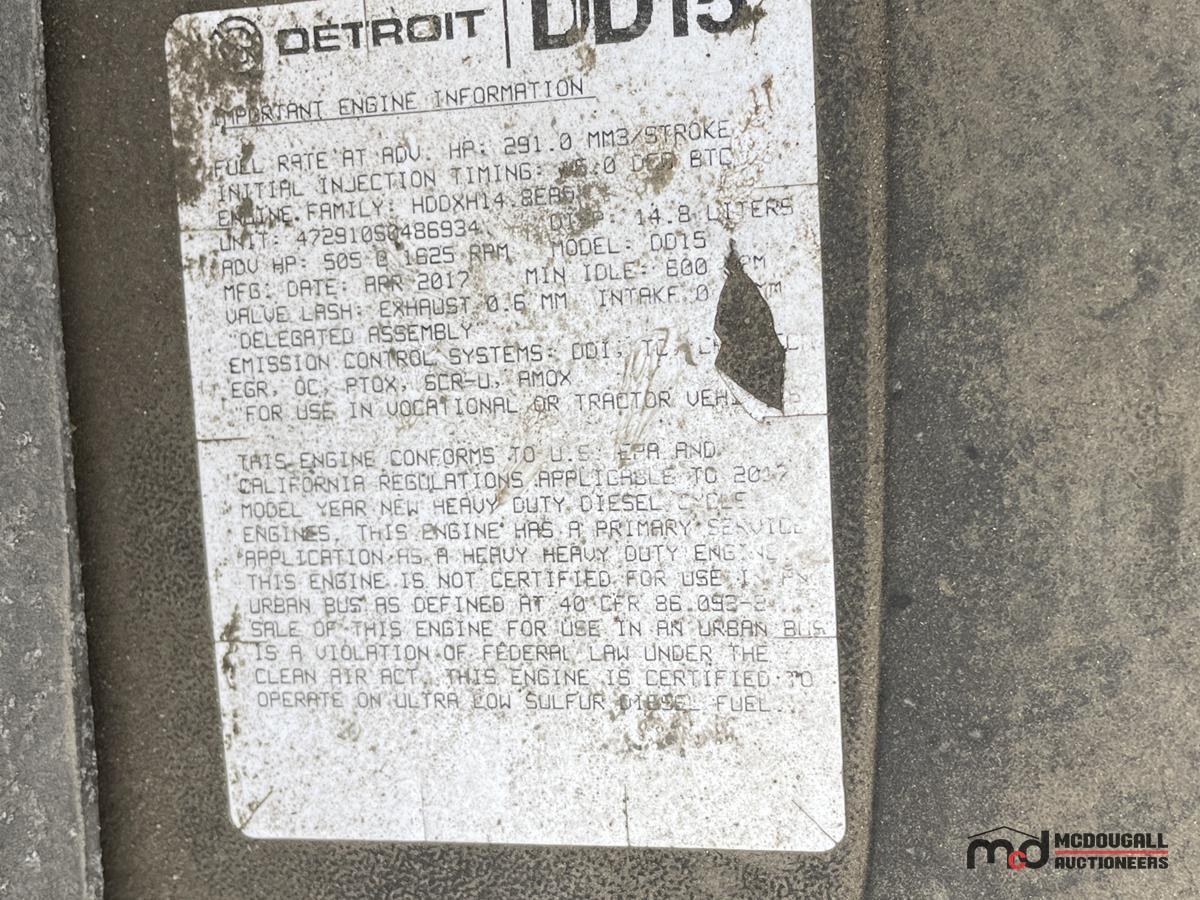 DETROIT DD15
IMPORTANT ENGINE INFORMATION
FUEL RATE AT ADV. HP: 291.0 MM3/STROKE
INITIAL INJECTION TIMING: DEG BTC
ENGINE FAMILY:
UNIT: 472910S0486934 DISP: 14.8 LITERS
ADV HP: 505 @ 1625 RPM MODEL: DD15
MFG. DATE: APR 2017 MIN IDLE: 600
VALVE LASH: EXHAUST 0.6 MM INTAKE 0
"DELEGATED ASSEMBLY"
EMISSION CONTROL SYSTEMS: DDI,
EGR, OC, PTOX, SCR-U, AMOX
"FOR USE IN VOCATIONAL OR TRACTOR
THIS ENGINE CONFORMS TO U.S. EPA AND
CALIFORNIA REGULATIONS APPLICABLE TO 2017
MODEL YEAR NEW HEAVY DUTY DIESEL CYCLE
ENGINES. THIS ENGINE HAS A PRIMARY SERVICE
APPLICATION AS A HEAVY HEAVY DUTY ENGINE
THIS ENGINE IS NOT CERTIFIED FOR USE
URBAN BUS AS DEFINED AT 40 CFR
SALE OF THIS ENGINE FOR USE IN AN URBAN BUS
IS A VIOLATION OF FEDERAL LAW UNDER THE
CLEAN AIR ACT. THIS ENGINE IS CERTIFIED TO
OPERATE ON ULTRA LOW SULFUR DIESEL FUEL.
mcd MCDOUGALL
AUCTIONEERS